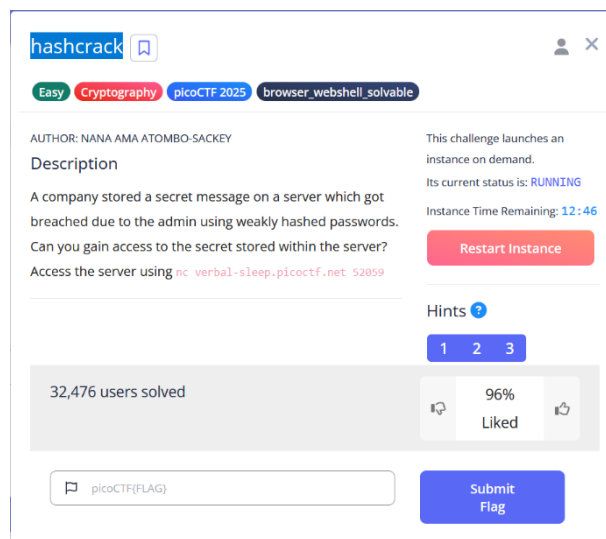 hashcrack
Easy Cryptography picoCTF 2025 browser_webshell_solvable
AUTHOR: NANA AMA ATOMBO-SACKEY
Description
A company stored a secret message on a server which got
breached due to the admin using weakly hashed passwords.
Can you gain access to the secret stored within the server?
Access the server using nc verbal-sleep.picoctf.net 52059
This challenge launches an
instance on demand.
Its current status is: RUNNING
Instance Time Remaining: 12:46
Restart Instance
Hints ?
1 2 3
32,476 users solved
96%
Liked
picoCTF{FLAG}
Submit
Flag